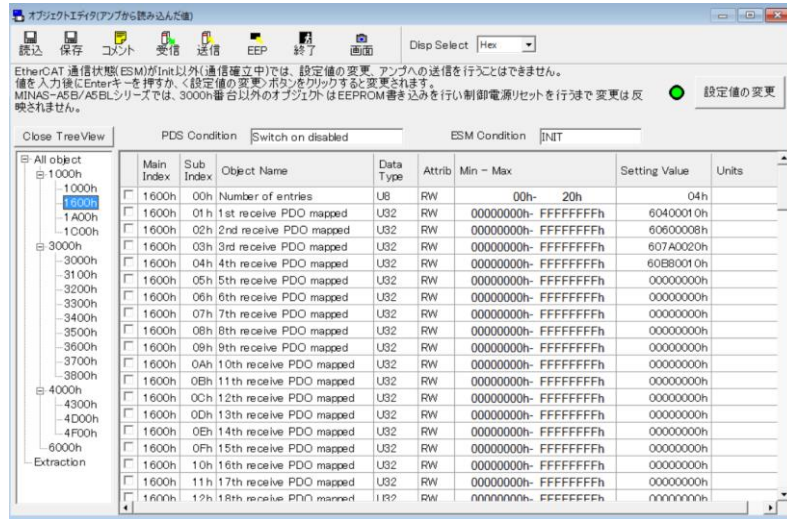 オブジェクトエディタ(アンプから読み込んだ値)
読込 保存 コメント 受信 送信 EEP 終了 画面 Disp Select Hex
EtherCAT 通信状態(ESM)がInit以外(通信確立中)では、設定値の変更、アンプへの送信を行うことはできません。
値を入力後にEnterキーを押すか、<設定値の変更>ボタンをクリックすると変更されます。
MINAS-A5B/A5BLシリーズでは、3000h番台以外のオブジェクトはEEPROM書き込みを行い制御電源リセットを行うまで変更は反
映されません。
設定値の変更
Close TreeView PDS Condition Switch on disabled ESM Condition INIT
All object
1000h
1000h
1600h
1A00h
1C00h
3000h
3000h
3100h
3200h
3300h
3400h
3500h
3600h
3700h
3800h
4000h
4300h
4D00h
4F00h
6000h
Extraction
Main Index Sub Index Object Name Data Type Attrib Min - Max Setting Value Units
1600h 00h Number of entries U8 RW 00h- 20h 04h
1600h 01h 1st receive PDO mapped U32 RW 00000000h- FFFFFFFFh 60400010h
1600h 02h 2nd receive PDO mapped U32 RW 00000000h- FFFFFFFFh 60600008h
1600h 03h 3rd receive PDO mapped U32 RW 00000000h- FFFFFFFFh 607A0020h
1600h 04h 4th receive PDO mapped U32 RW 00000000h- FFFFFFFFh 60B80010h
1600h 05h 5th receive PDO mapped U32 RW 00000000h- FFFFFFFFh 00000000h
1600h 06h 6th receive PDO mapped U32 RW 00000000h- FFFFFFFFh 00000000h
1600h 07h 7th receive PDO mapped U32 RW 00000000h- FFFFFFFFh 00000000h
1600h 08h 8th receive PDO mapped U32 RW 00000000h- FFFFFFFFh 00000000h
1600h 09h 9th receive PDO mapped U32 RW 00000000h- FFFFFFFFh 00000000h
1600h 0Ah 10th receive PDO mapped U32 RW 00000000h- FFFFFFFFh 00000000h
1600h 0Bh 11th receive PDO mapped U32 RW 00000000h- FFFFFFFFh 00000000h
1600h 0Ch 12th receive PDO mapped U32 RW 00000000h- FFFFFFFFh 00000000h
1600h 0Dh 13th receive PDO mapped U32 RW 00000000h- FFFFFFFFh 00000000h
1600h 0Eh 14th receive PDO mapped U32 RW 00000000h- FFFFFFFFh 00000000h
1600h 0Fh 15th receive PDO mapped U32 RW 00000000h- FFFFFFFFh 00000000h
1600h 10h 16th receive PDO mapped U32 RW 00000000h- FFFFFFFFh 00000000h
1600h 11h 17th receive PDO mapped U32 RW 00000000h- FFFFFFFFh 00000000h
1600h 12h 18th receive PDO mapped U32 RW 00000000h- FFFFFFFFh 00000000h